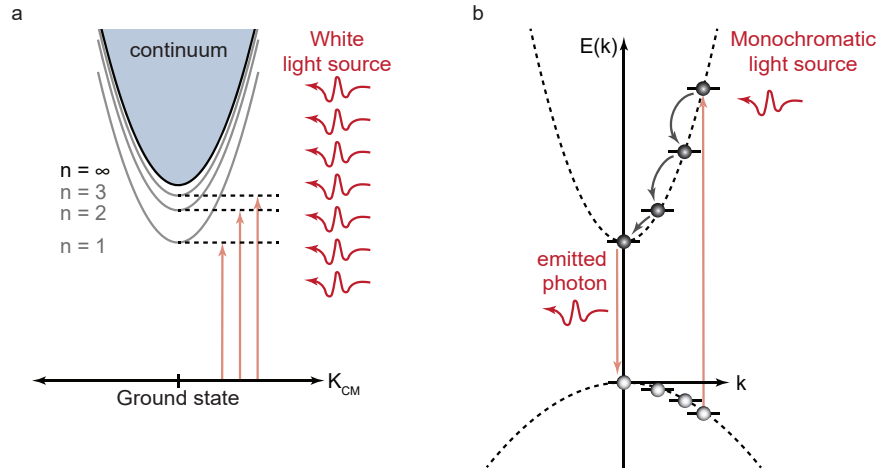 a
continuum
White
light source
n = ∞
n = 3
n = 2
n = 1
K_CM
Ground state
b
E(k)
Monochromatic
light source
emitted
photon
k